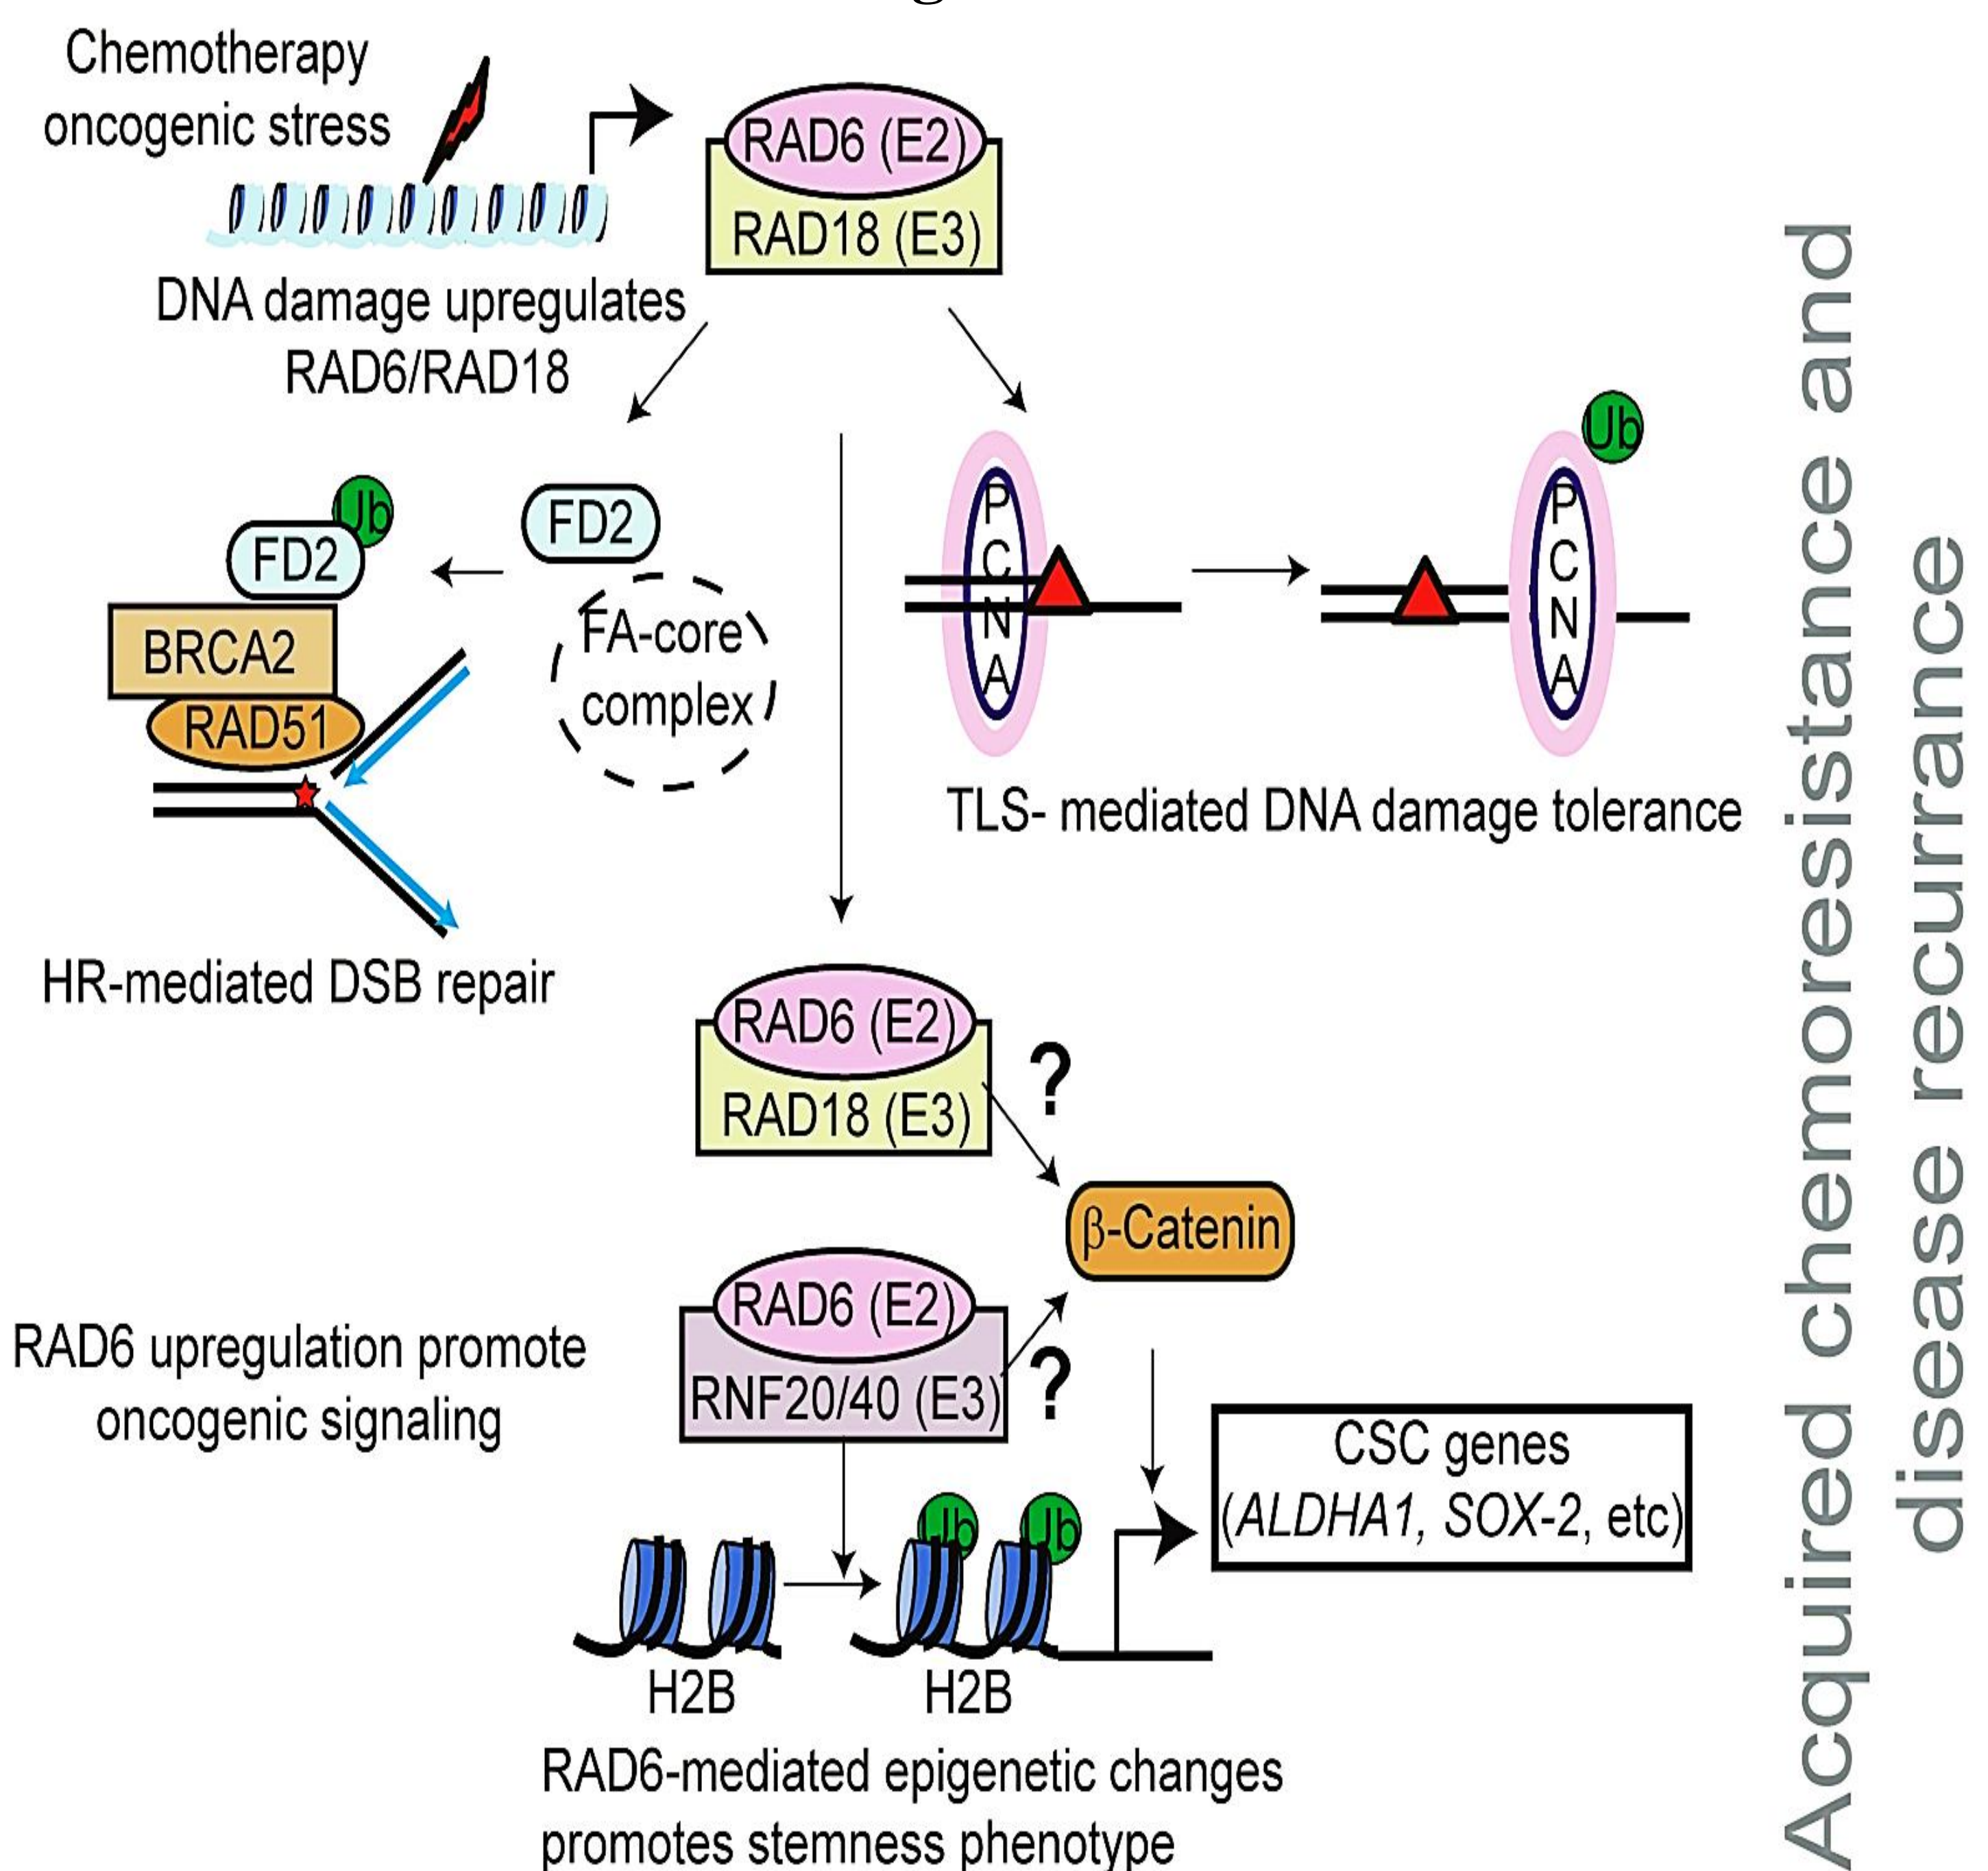 Chemotherapy
oncogenic stress
RAD6 (E2)
RAD18 (E3)
DNA damage upregulates
RAD6/RAD18
Ub
FD2
BRCA2
RAD51
FD2
FA-core
complex
P
C
N
A
Ub
P
C
N
A
HR-mediated DSB repair
TLS- mediated DNA damage tolerance
RAD6 (E2)
RAD18 (E3)
?
β-Catenin
RAD6 (E2)
RNF20/40 (E3)
?
RAD6 upregulation promote
oncogenic signaling
CSC genes
(ALDHA1, SOX-2, etc)
Ub
Ub
H2B
H2B
RAD6-mediated epigenetic changes
promotes stemness phenotype
Acquired chemoresistance and
disease recurrance